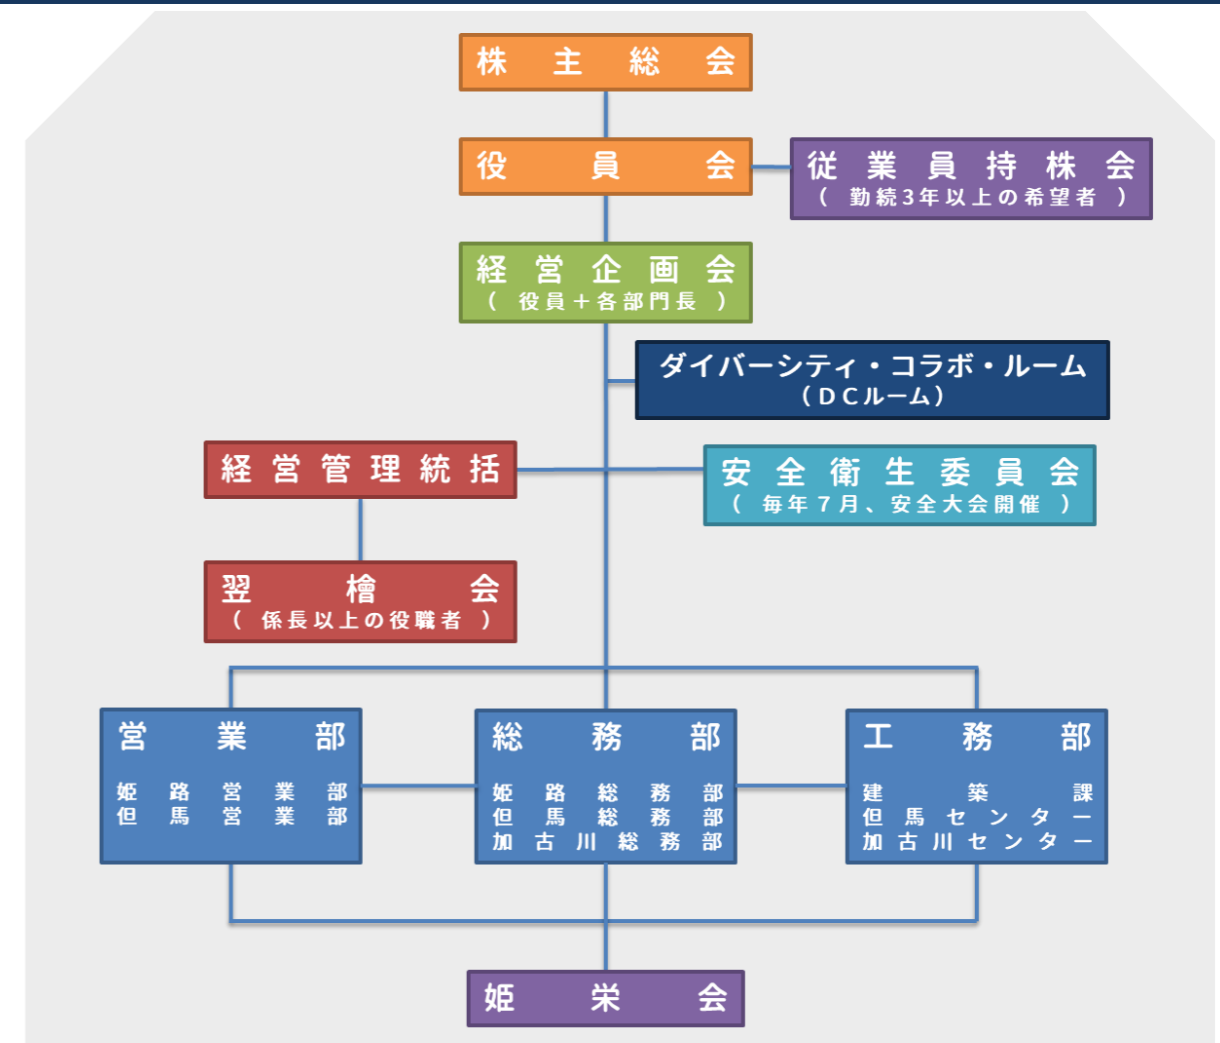 株主総会
役員会
従業員持株会
（勤続3年以上の希望者）
経営企画会
（役員＋各部門長）
ダイバーシティ・コラボ・ルーム
（ＤＣルーム）
経営管理統括
安全衛生委員会
（毎年７月、安全大会開催）
翌檜会
（係長以上の役職者）
営業部
姫路営業部
但馬営業部
総務部
姫路総務部
但馬総務部
加古川総務部
工務部
建築課
但馬センター
加古川センター
姫栄会